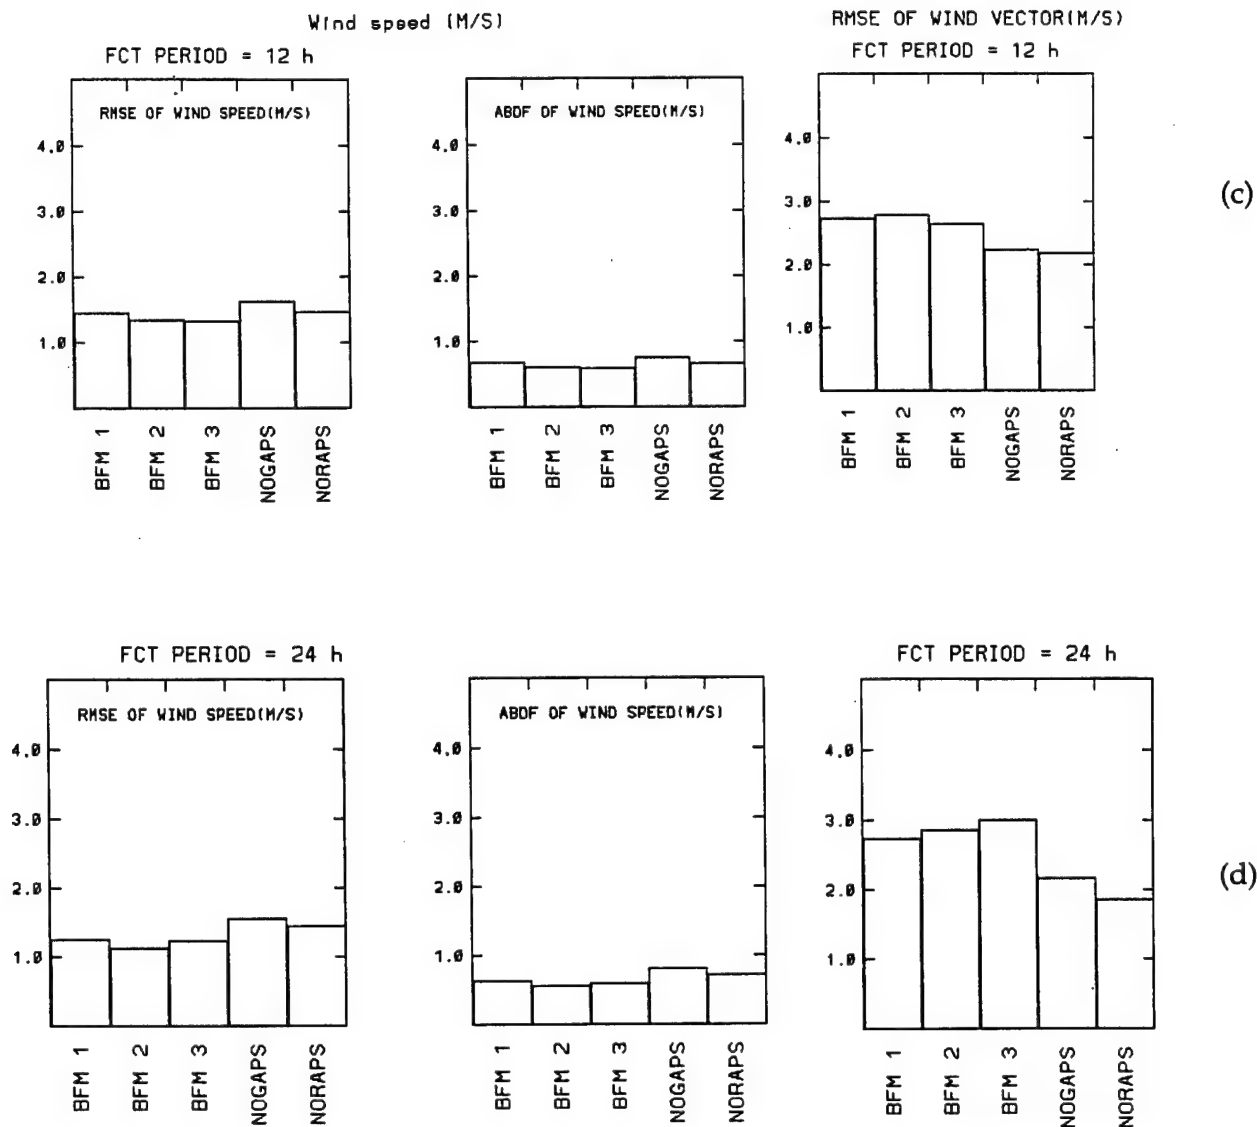 Wind speed (M/S)
RMSE OF WIND VECTOR(M/S)
FCT PERIOD = 12 h
FCT PERIOD = 12 h
RMSE OF WIND SPEED(M/S)
4.0
3.0
2.0
1.0
BFM 1
BFM 2
BFM 3
NOGAPS
NORAPS
ABDF OF WIND SPEED(M/S)
4.0
3.0
2.0
1.0
BFM 1
BFM 2
BFM 3
NOGAPS
NORAPS
4.0
3.0
2.0
1.0
BFM 1
BFM 2
BFM 3
NOGAPS
NORAPS
(c)
FCT PERIOD = 24 h
FCT PERIOD = 24 h
RMSE OF WIND SPEED(M/S)
4.0
3.0
2.0
1.0
BFM 1
BFM 2
BFM 3
NOGAPS
NORAPS
ABDF OF WIND SPEED(M/S)
4.0
3.0
2.0
1.0
BFM 1
BFM 2
BFM 3
NOGAPS
NORAPS
4.0
3.0
2.0
1.0
BFM 1
BFM 2
BFM 3
NOGAPS
NORAPS
(d)